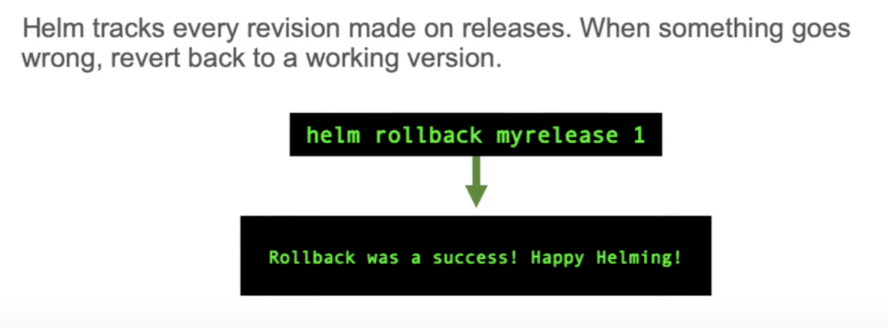 Helm tracks every revision made on releases. When something goes
wrong, revert back to a working version.
helm rollback myrelease 1
Rollback was a success! Happy Helming!